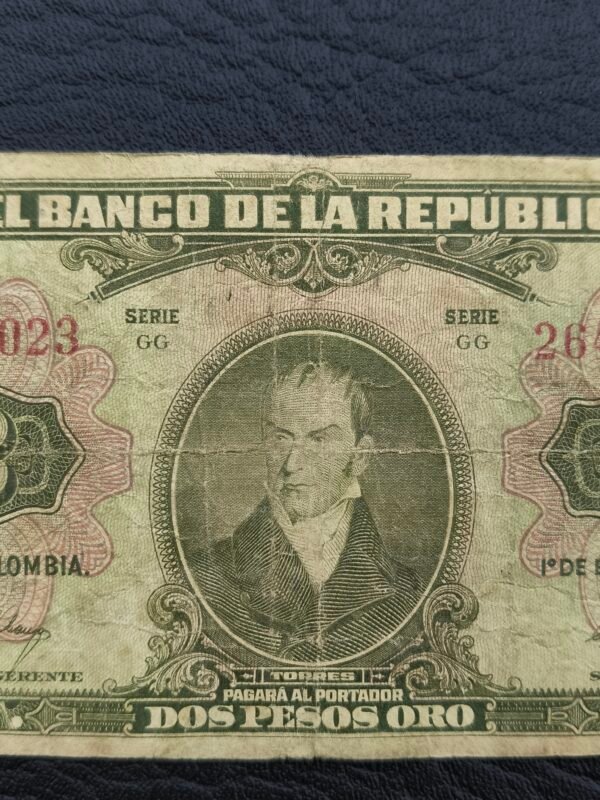 EL BANCO DE LA REPÚBLIC
SERIE GG
SERIE GG
023
26
LOMBIA.
1º DE E
GERENTE
S
TORRES
PAGARÁ AL PORTADOR
DOS PESOS ORO